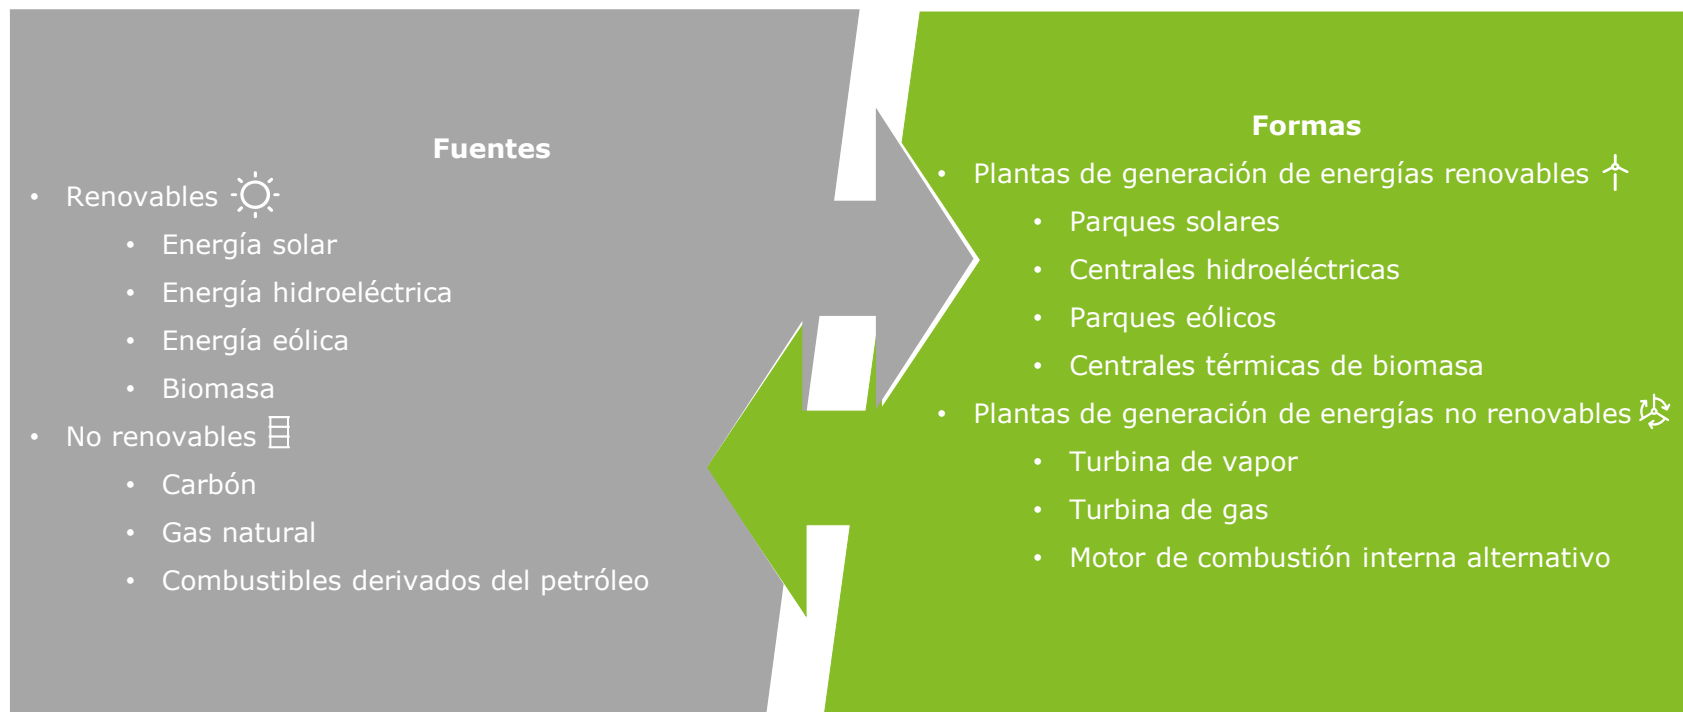 Fuentes
• Renovables
• Energía solar
• Energía hidroeléctrica
• Energía eólica
• Biomasa
• No renovables
• Carbón
• Gas natural
• Combustibles derivados del petróleo
Formas
• Plantas de generación de energías renovables
• Parques solares
• Centrales hidroeléctricas
• Parques eólicos
• Centrales térmicas de biomasa
• Plantas de generación de energías no renovables
• Turbina de vapor
• Turbina de gas
• Motor de combustión interna alternativo